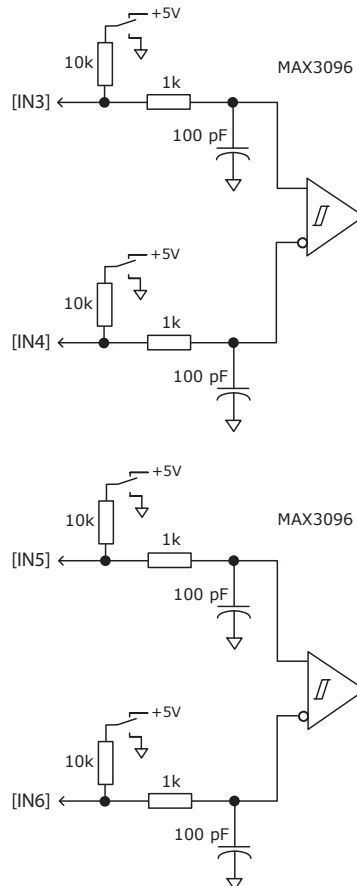 +5V
10k
MAX3096
1k
[IN3]
100 pF
+5V
10k
1k
[IN4]
100 pF
+5V
1k
MAX3096
10k
[IN5]
100 pF
+5V
10k
1k
[IN6]
100 pF